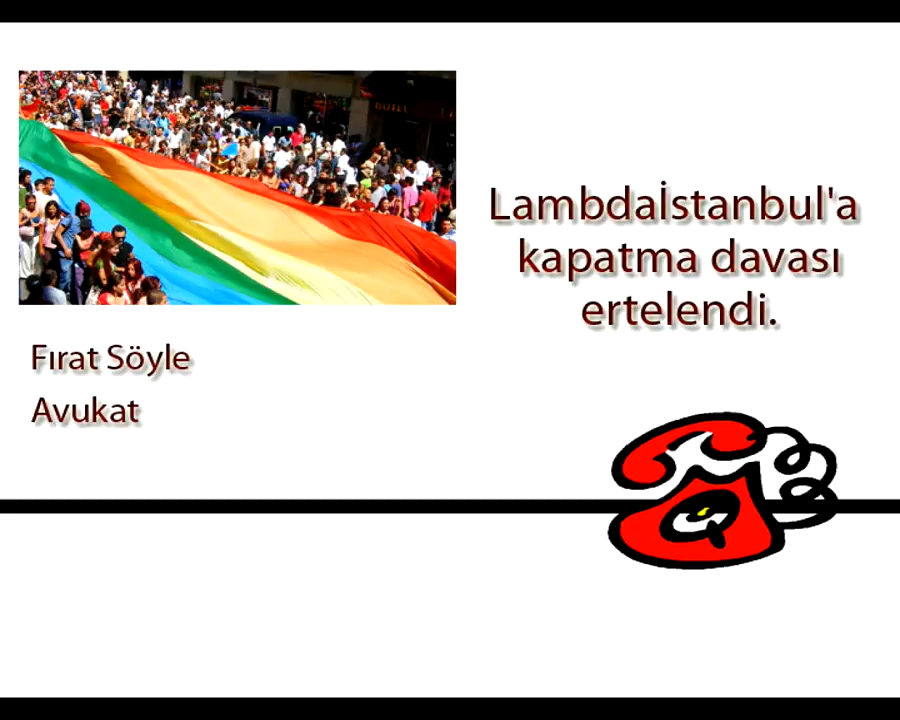 Lambdaİstanbul'a
kapatma davası
ertelendi.
Fırat Söyle
Avukat